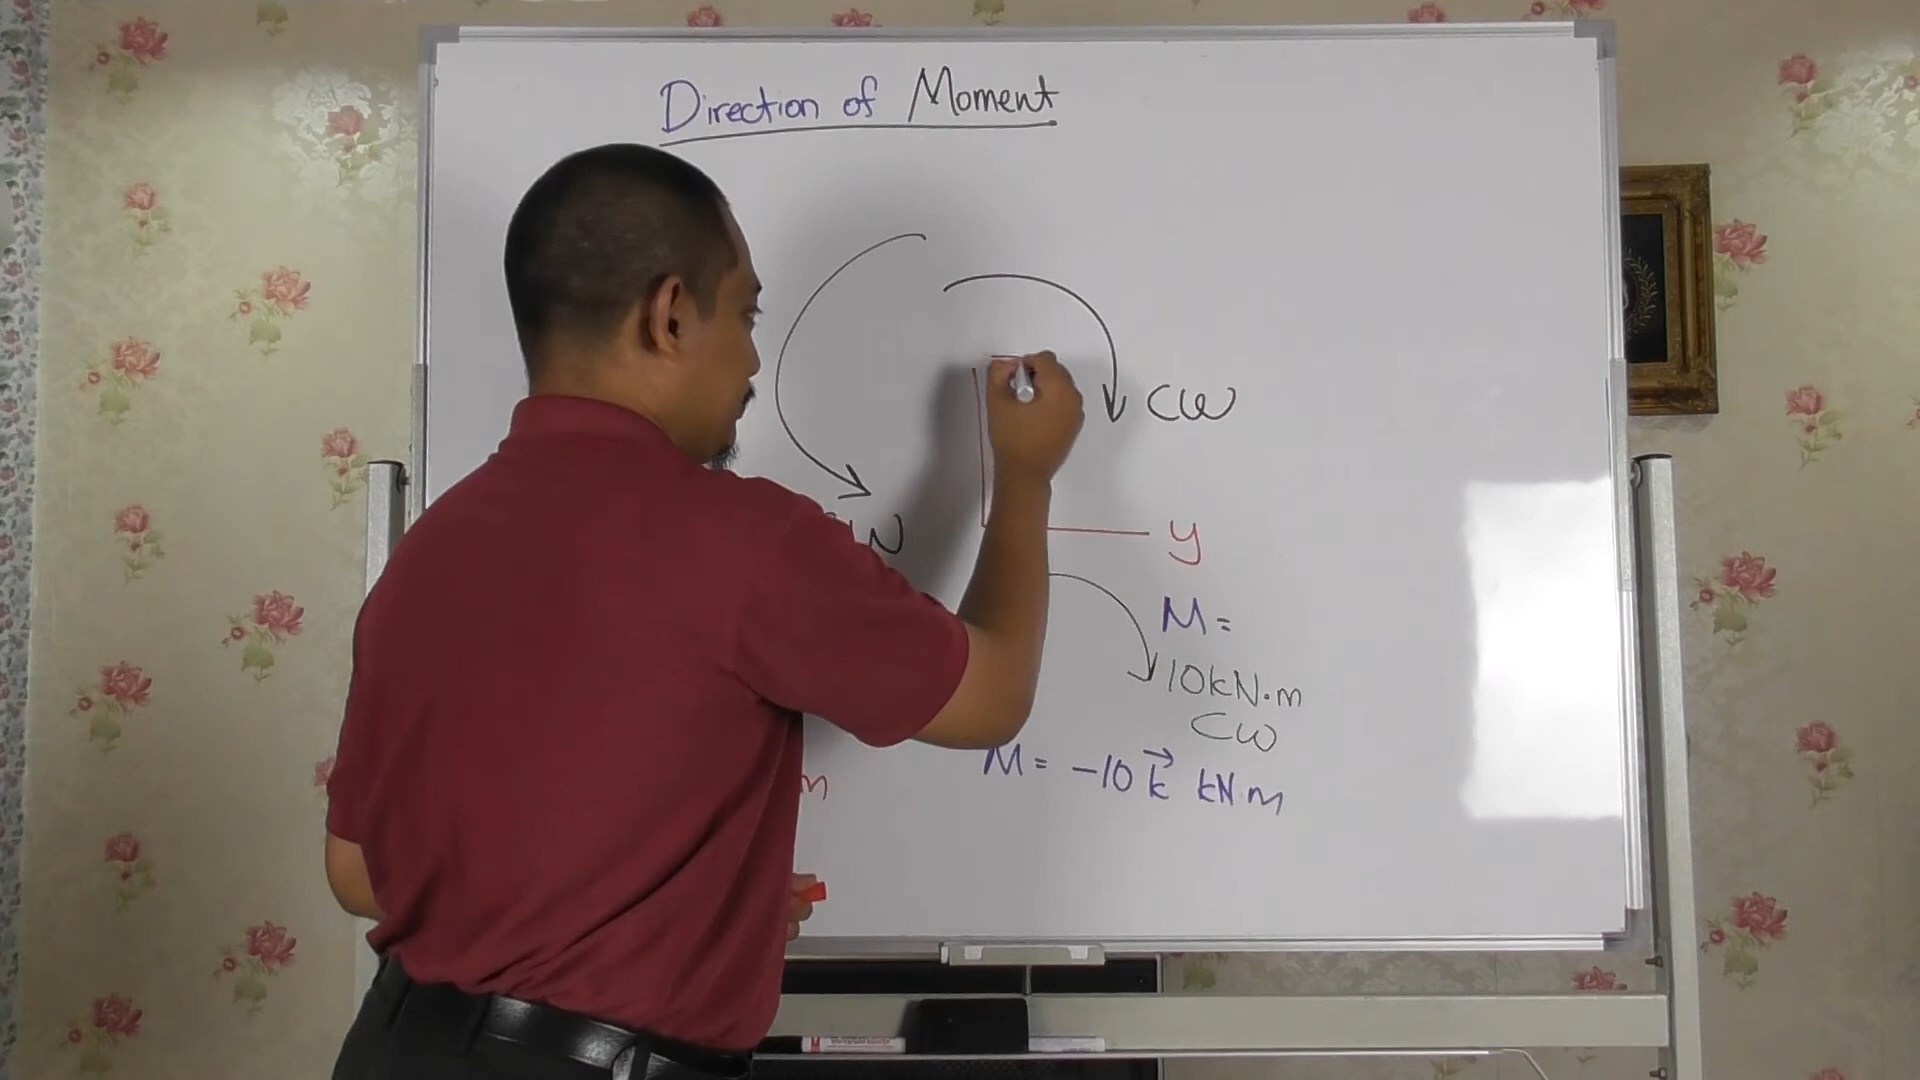 Direction of Moment
CW
W
y
M =
10kN.m
CW
m
M = -10 k⃗ kN.m